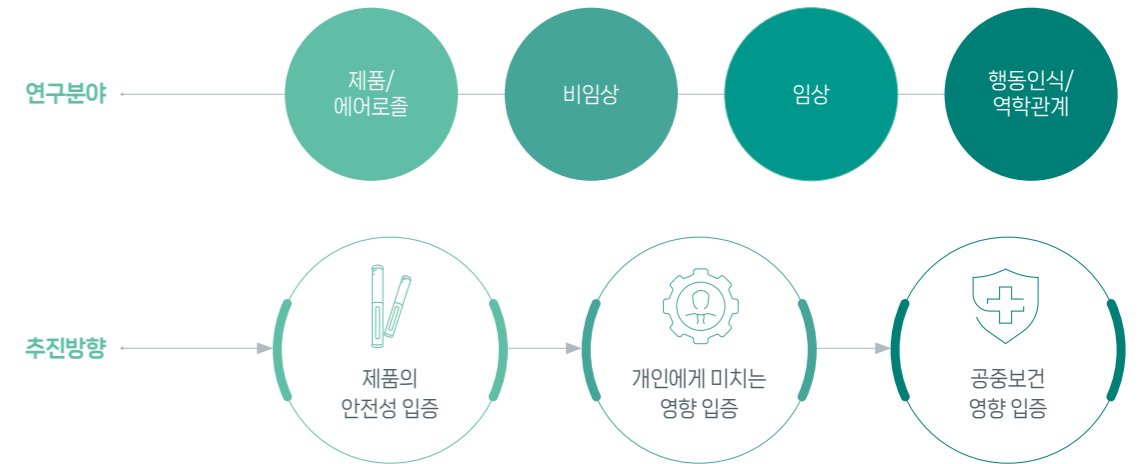 연구분야
제품/
에어로졸
비임상
임상
행동인식/
역학관계
추진방향
제품의
안전성 입증
개인에게 미치는
영향 입증
공중보건
영향 입증